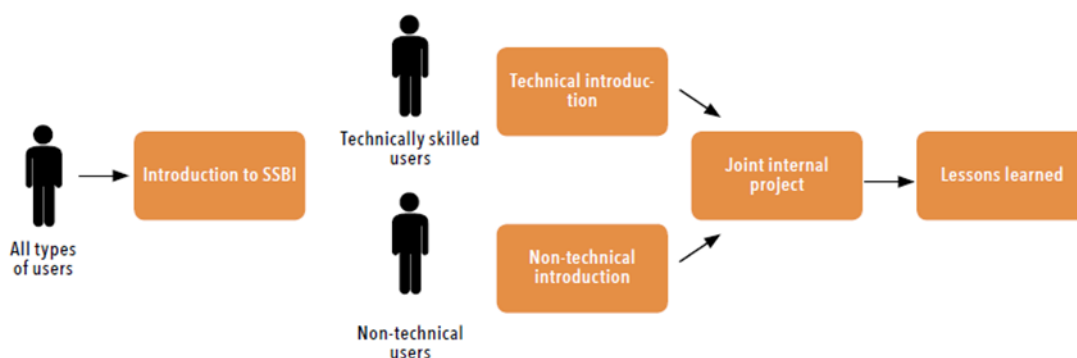 All types
of users
Introduction to SSBI
Technically skilled
users
Technical introduc-
tion
Non-technical
users
Non-technical
introduction
Joint internal
project
Lessons learned